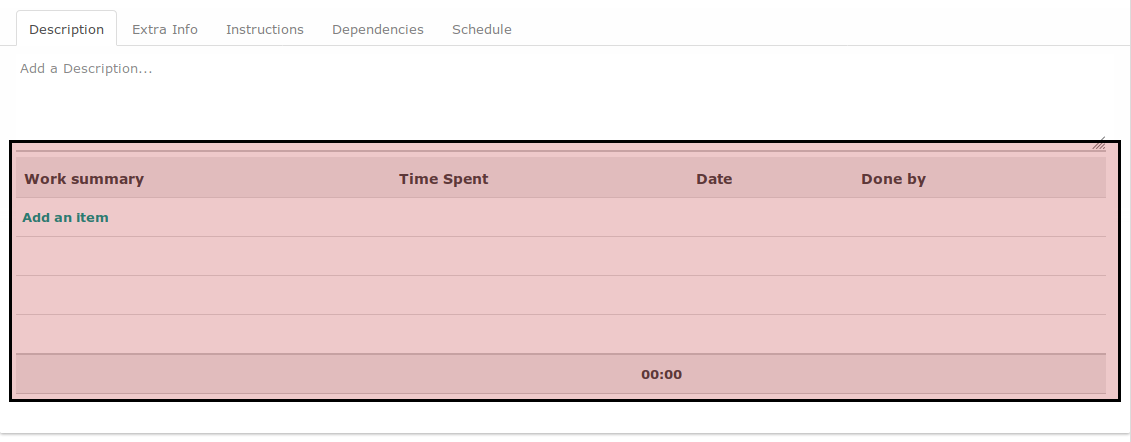 Description Extra Info Instructions Dependencies Schedule
Add a Description...
Work summary Time Spent Date Done by
Add an item
00:00